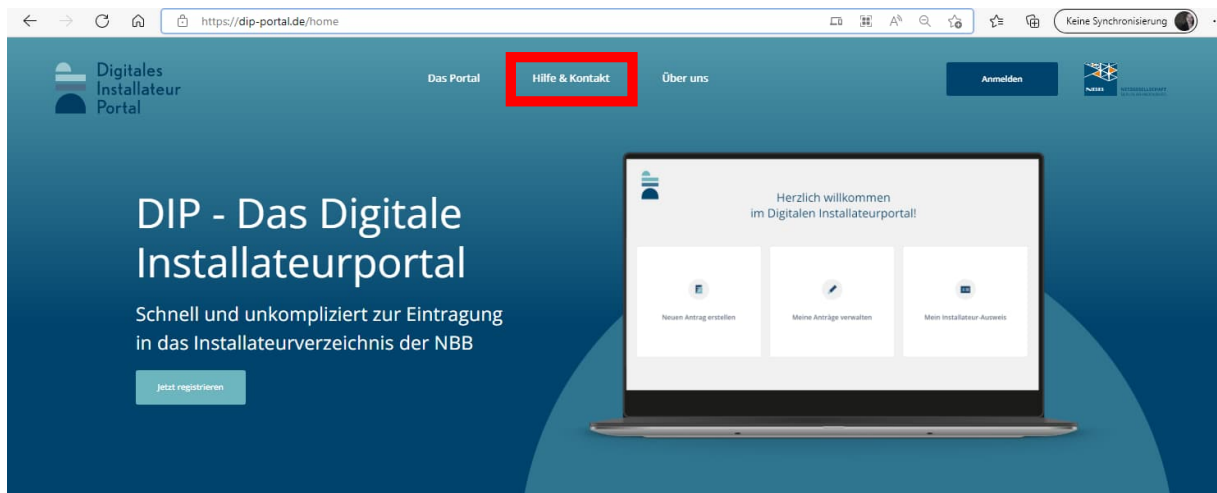 https://dip-portal.de/home
Keine Synchronisierung
Digitales
Installateur
Portal
Das Portal
Hilfe & Kontakt
Über uns
Anmelden
DIP - Das Digitale
Installateurportal
Schnell und unkompliziert zur Eintragung
in das Installateurverzeichnis der NBB
Jetzt registrieren
Herzlich willkommen
im Digitalen Installateurportal!
Neuen Antrag erstellen
Meine Anträge verwalten
Mein Installateur-Ausweis